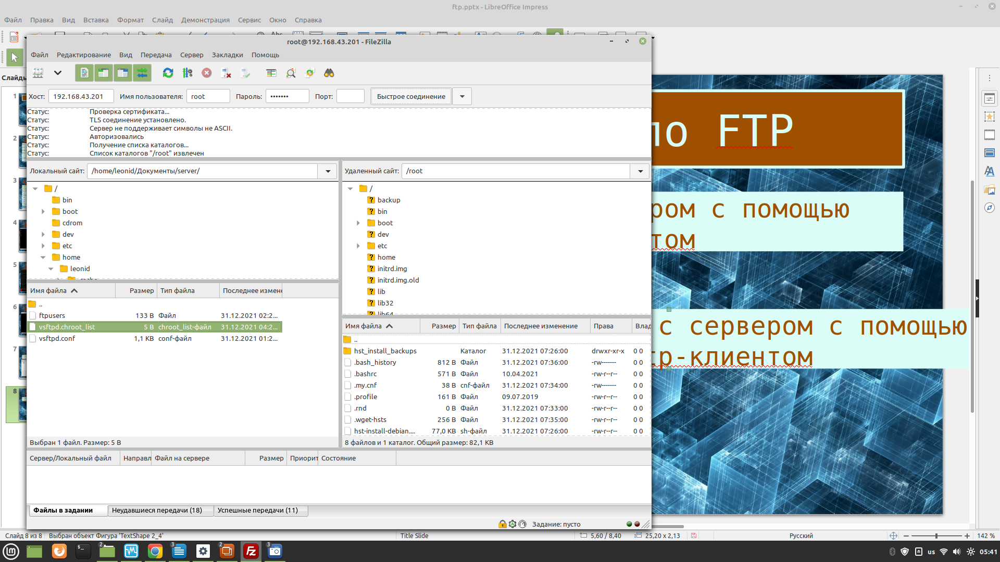 ftp.pptx - LibreOffice Impress
Файл Правка Вид Вставка Формат Слайд Демонстрация Сервис Окно Справка
root@192.168.43.201 - FileZilla
Файл Редактирование Вид Передача Сервер Закладки Помощь
Слайды
Хост: 192.168.43.201 Имя пользователя: root Пароль: ••••••• Порт: Быстрое соединение
Статус: Проверка сертификата...
Статус: TLS соединение установлено.
Статус: Сервер не поддерживает символы не ASCII.
Статус: Авторизовались
Статус: Получение списка каталогов...
Статус: Список каталогов "/root" извлечен
Локальный сайт: /home/leonid/Документы/server/
/
bin
boot
cdrom
dev
etc
home
leonid
Имя файла Размер Тип файла Последнее измене
..
ftpusers 133 B Файл 31.12.2021 02:2...
vsftpd.chroot_list 5 B chroot_list-файл 31.12.2021 04:2...
vsftpd.conf 1,1 KB conf-файл 31.12.2021 01:2...
Выбран 1 файл. Размер: 5 B
Удаленный сайт: /root
/
backup
bin
boot
dev
etc
home
initrd.img
initrd.img.old
lib
lib32
lib64
Имя файла Размер Тип файла Последнее изменение Права Влад
..
hst_install_backups Каталог 31.12.2021 07:26:00 drwxr-xr-x 0 0
.bash_history 812 B Файл 31.12.2021 07:36:00 -rw------- 0 0
.bashrc 571 B Файл 10.04.2021 -rw-r--r-- 0 0
.my.cnf 38 B cnf-файл 31.12.2021 07:34:00 -rw------- 0 0
.profile 161 B Файл 09.07.2019 -rw-r--r-- 0 0
.rnd 0 B Файл 31.12.2021 07:33:00 -rw-r--r-- 0 0
.wget-hsts 256 B Файл 31.12.2021 07:35:00 -rw-r--r-- 0 0
hst-install-debian.... 77,0 KB sh-файл 31.12.2021 07:26:00 -rw-r--r-- 0 0
8 файлов и 1 каталог. Общий размер: 82,1 KB
Сервер/Локальный файл Направл Файл на сервере Размер Приорит Состояние
Файлы в задании Неудавшиеся передачи (18) Успешные передачи (11)
Задание: пусто
1
2
3
4
5
6
7
8
по FTP
ром с помощью
том
с сервером с помощью
р-клиентом
Слайд 8 из 8 Выбран объект Фигура 'TextShape 2_4' Title Slide 5,60 / 8,40 25,20 x 2,13 Русский 142 %
2 3 2 3 us 05:41